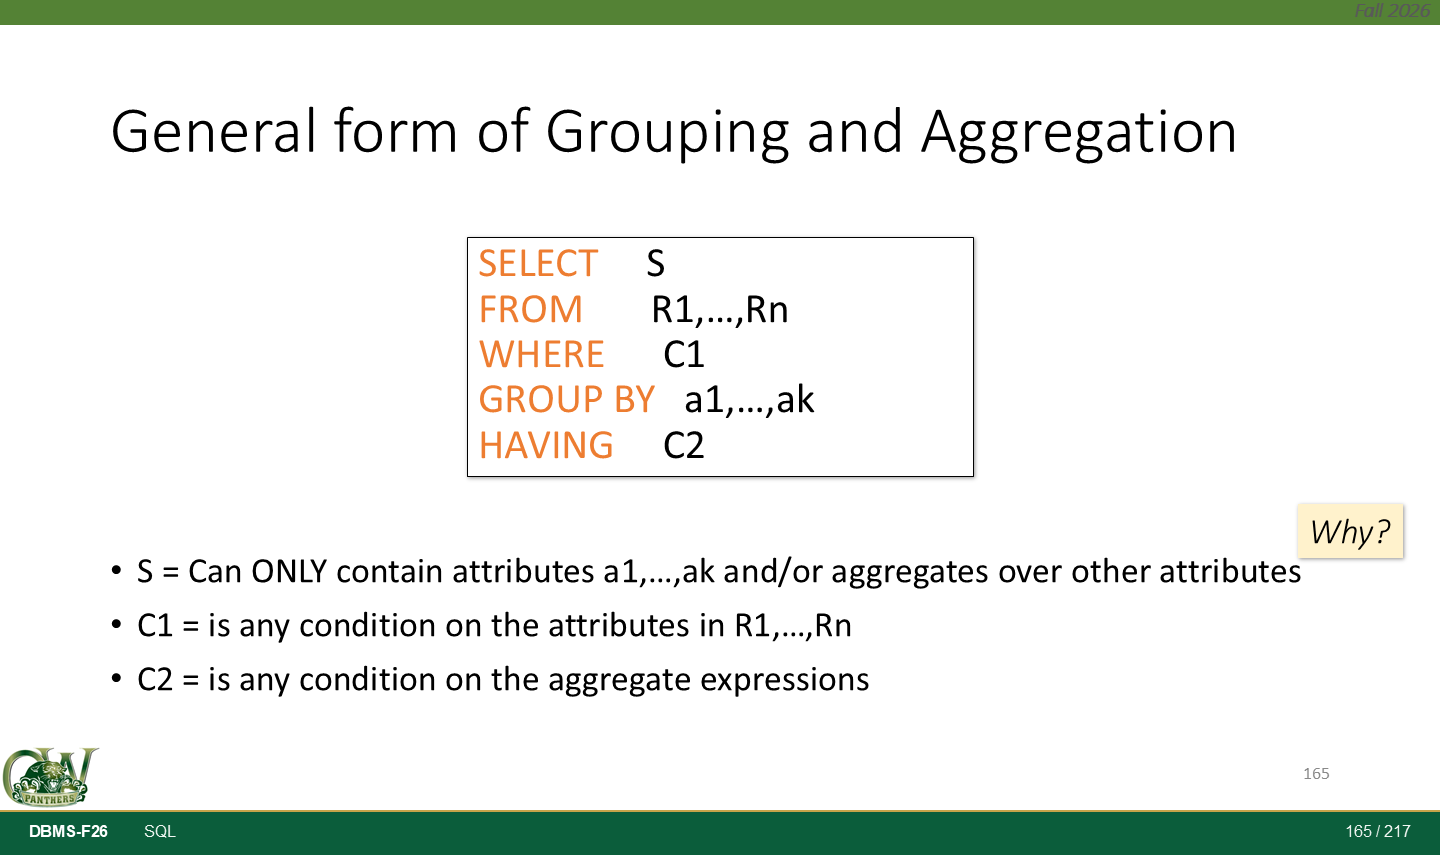 Fall 2026
General form of Grouping and Aggregation
SELECT S
FROM R1,...,Rn
WHERE C1
GROUP BY a1,...,ak
HAVING C2
Why?
• S = Can ONLY contain attributes a1,...,ak and/or aggregates over other attributes
• C1 = is any condition on the attributes in R1,...,Rn
• C2 = is any condition on the aggregate expressions
165
OW
PANTHERS
DBMS-F26 SQL 165 / 217